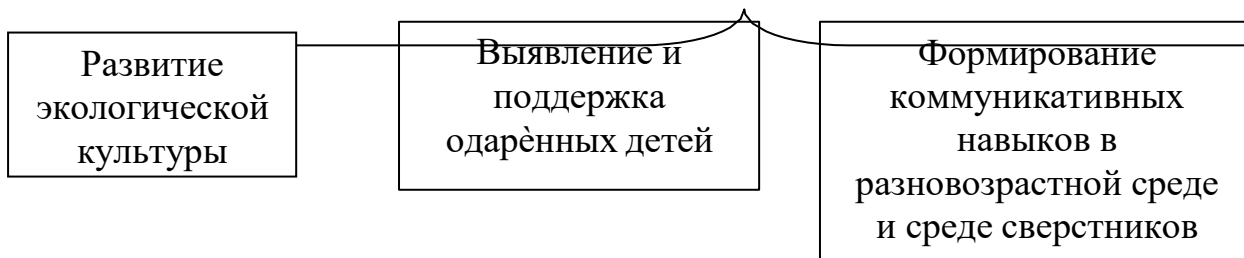 Развитие
экологической
культуры
Выявление и
поддержка
одарѐнных детей
Формирование
коммуникативных
навыков в
разновозрастной среде
и среде сверстников